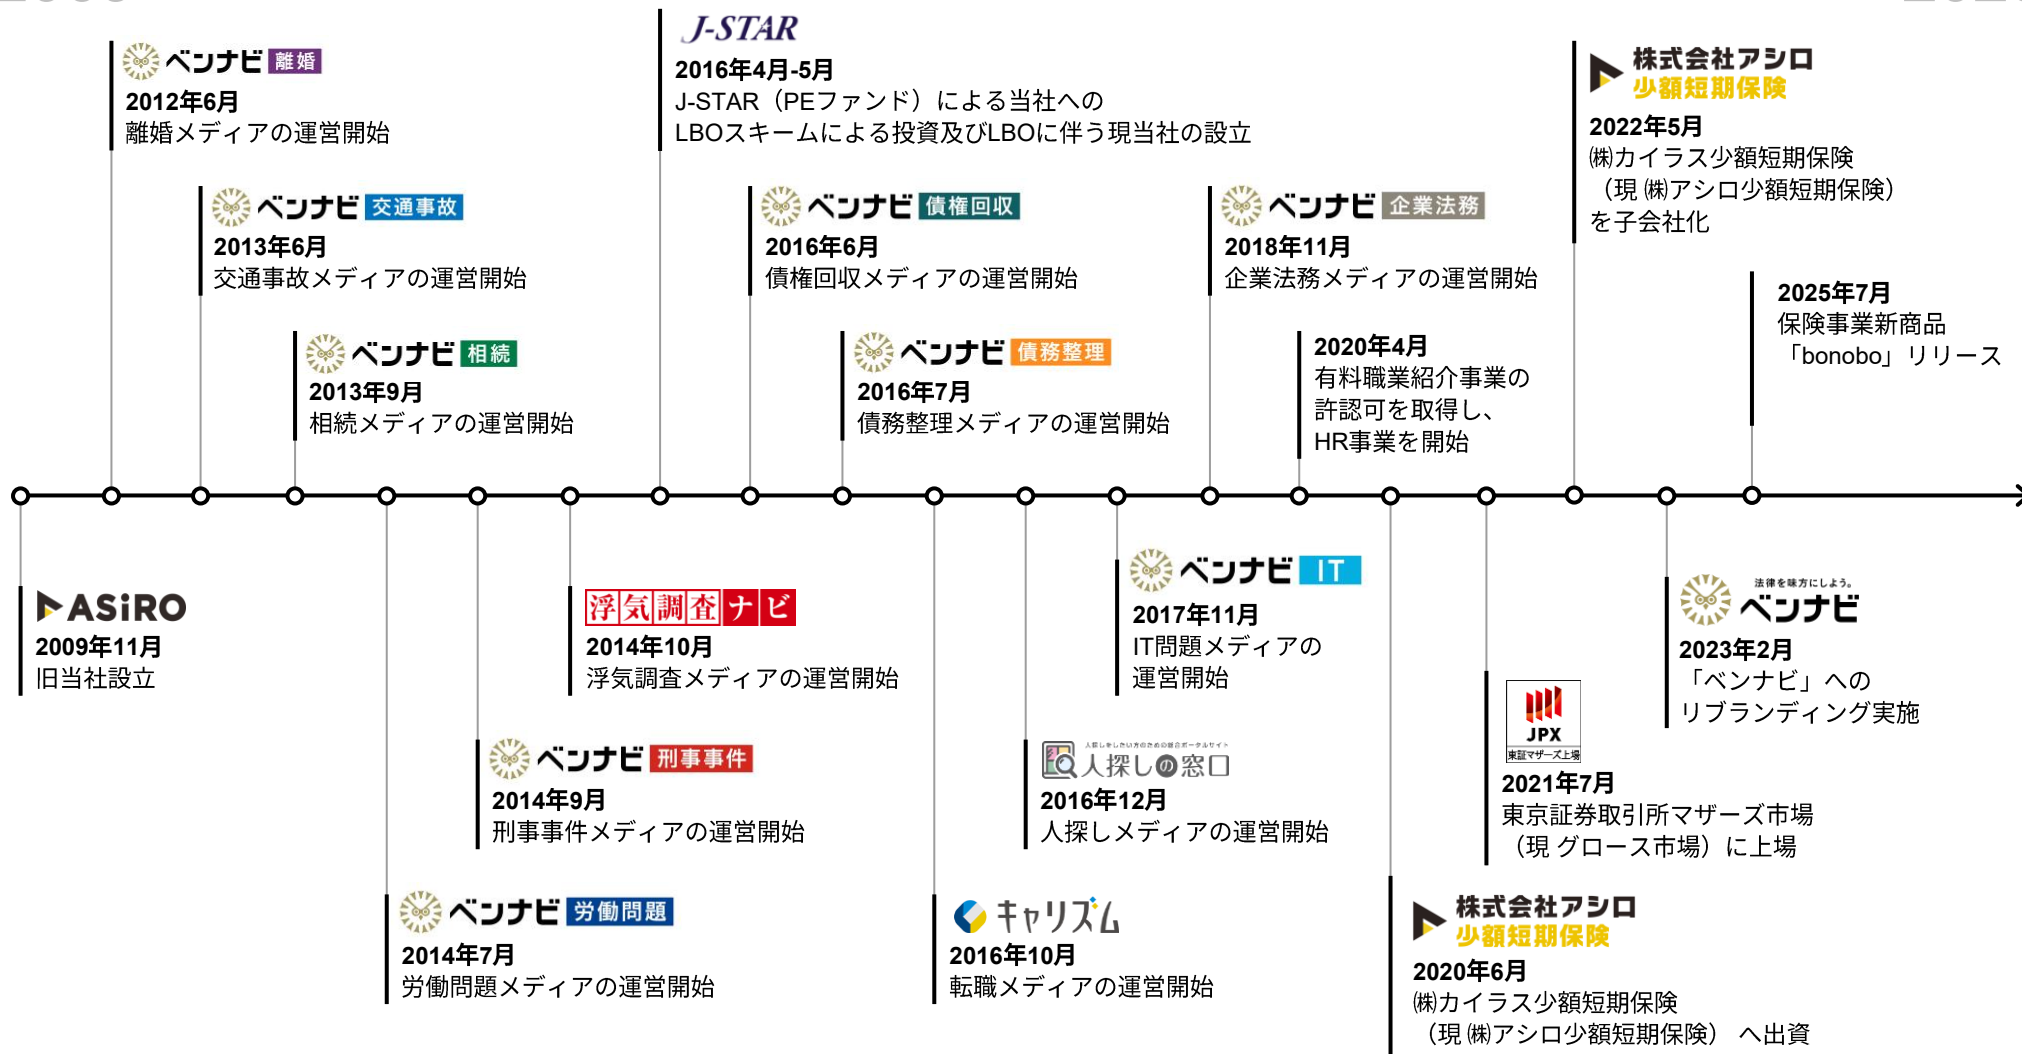 ASiRO
2009年11月
旧当社設立
ベンナビ 離婚
2012年6月
離婚メディアの運営開始
ベンナビ 交通事故
2013年6月
交通事故メディアの運営開始
ベンナビ 相続
2013年9月
相続メディアの運営開始
ベンナビ 労働問題
2014年7月
労働問題メディアの運営開始
ベンナビ 刑事事件
2014年9月
刑事事件メディアの運営開始
浮気調査ナビ
2014年10月
浮気調査メディアの運営開始
J-STAR
2016年4月-5月
J-STAR（PEファンド）による当社への
LBOスキームによる投資及びLBOに伴う現当社の設立
ベンナビ 債権回収
2016年6月
債権回収メディアの運営開始
ベンナビ 債務整理
2016年7月
債務整理メディアの運営開始
キャリズム
2016年10月
転職メディアの運営開始
人探しをしたい方のための総合ポータルサイト
人探しの窓口
2016年12月
人探しメディアの運営開始
ベンナビ IT
2017年11月
IT問題メディアの
運営開始
ベンナビ 企業法務
2018年11月
企業法務メディアの運営開始
2020年4月
有料職業紹介事業の
許認可を取得し、
HR事業を開始
株式会社アシロ
少額短期保険
2020年6月
㈱カイラス少額短期保険
（現 ㈱アシロ少額短期保険） へ出資
JPX
東証マザーズ上場
2021年7月
東京証券取引所マザーズ市場
（現 グロース市場）に上場
株式会社アシロ
少額短期保険
2022年5月
㈱カイラス少額短期保険
（現 ㈱アシロ少額短期保険）
を子会社化
法律を味方にしよう。
ベンナビ
2023年2月
「ベンナビ」への
リブランディング実施
2025年7月
保険事業新商品
「bonobo」リリース